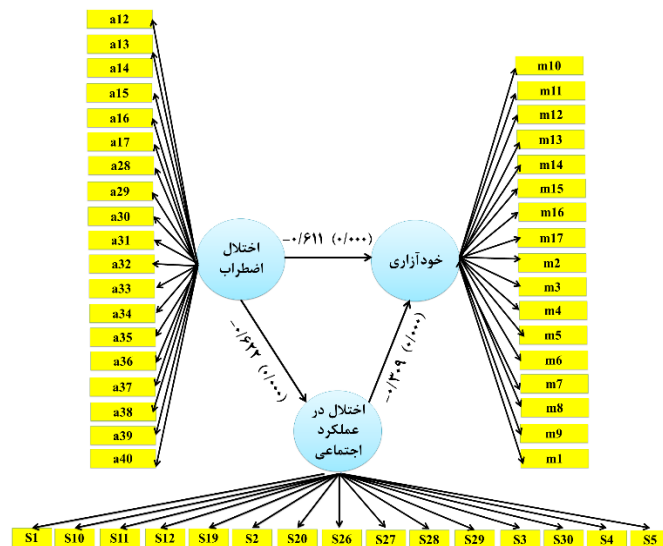 a12
a13
a14
a15
a16
a17
a28
a29
a30
a31
a32
a33
a34
a35
a36
a37
a38
a39
a40
اختلال
اضطراب
–۰/۶۱۱ (۰/۰۰۰)
خودآزاری
–۰/۶۲۲ (۰/۰۰۰)
–۰/۳۰۹ (۰/۰۰۰)
اختلال در
عملکرد
اجتماعی
m10
m11
m12
m13
m14
m15
m16
m17
m2
m3
m4
m5
m6
m7
m8
m9
m1
S1 S10 S11 S12 S19 S2 S20 S26 S27 S28 S29 S3 S30 S4 S5